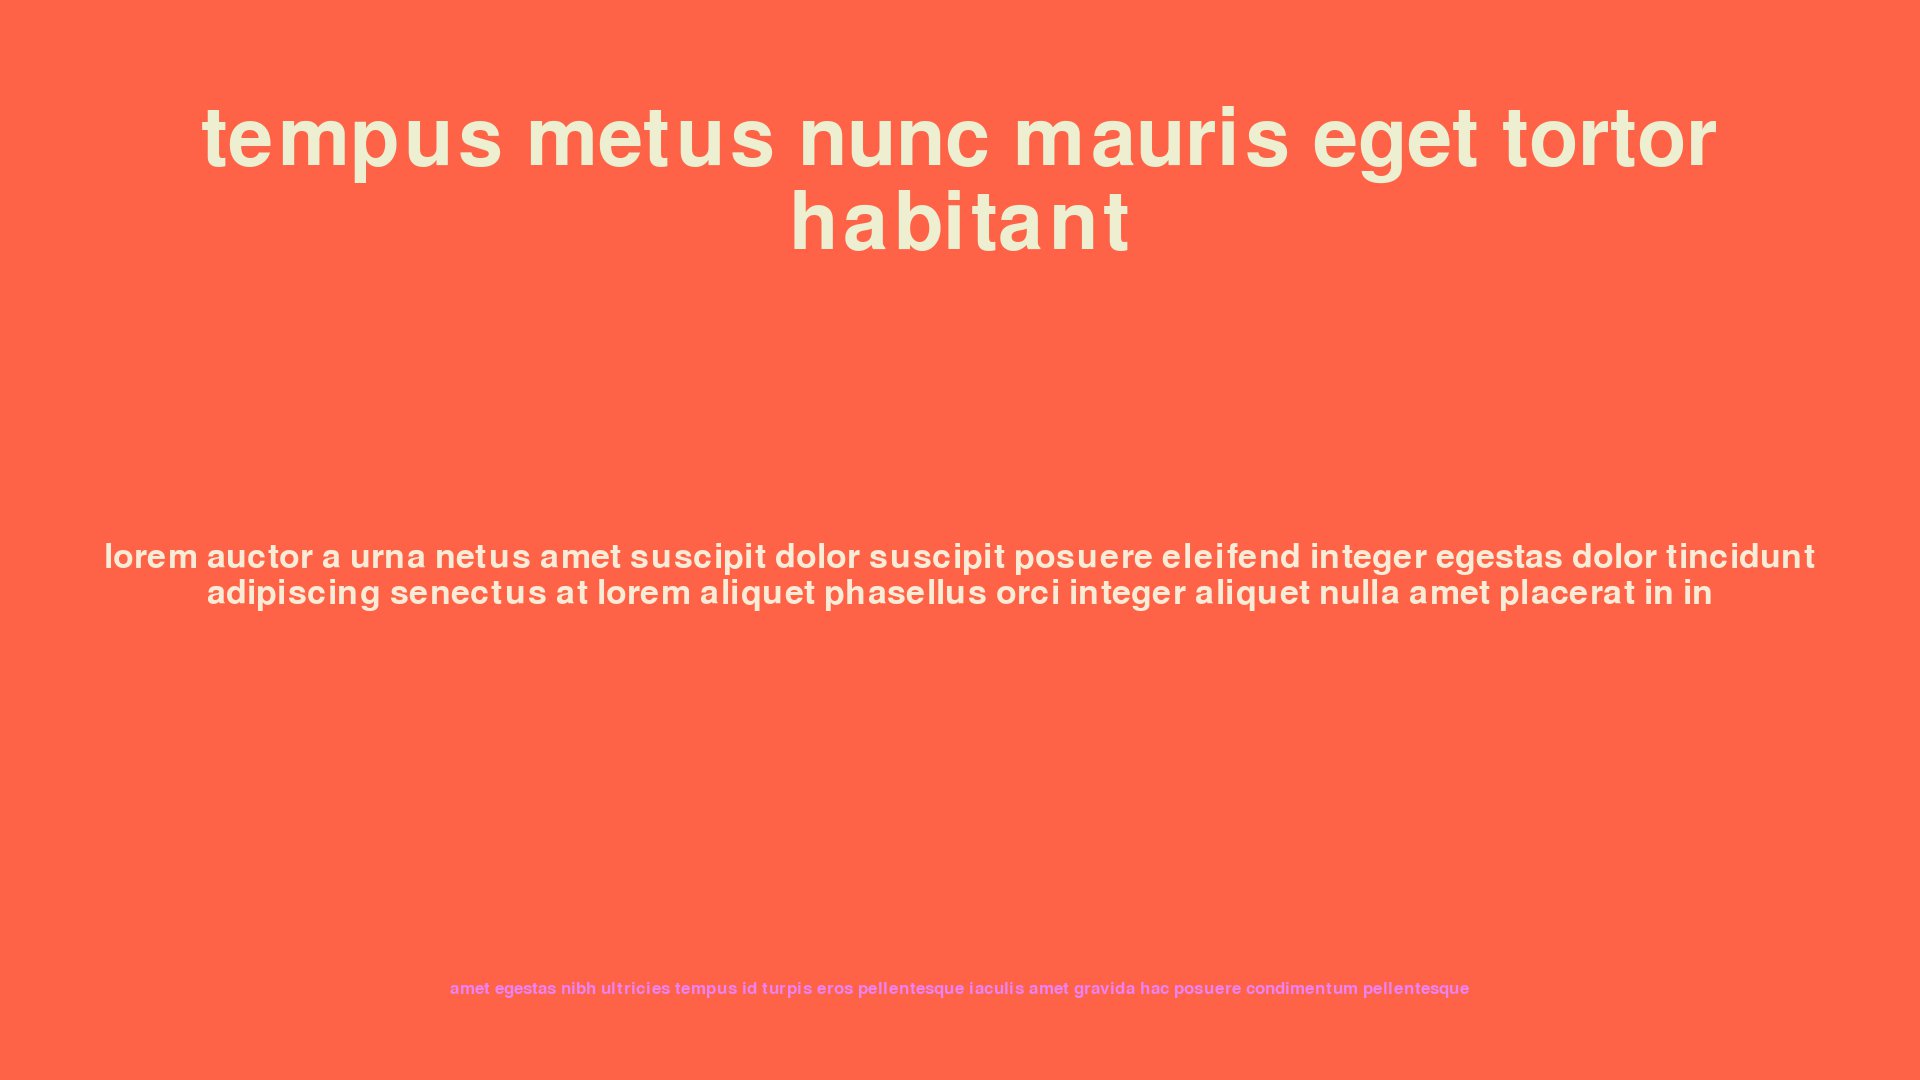 tempus metus nunc mauris eget tortor
habitant
lorem auctor a urna netus amet suscipit dolor suscipit posuere eleifend integer egestas dolor tincidunt
adipiscing senectus at lorem aliquet phasellus orci integer aliquet nulla amet placerat in in
amet egestas nibh ultricies tempus id turpis eros pellentesque iaculis amet gravida hac posuere condimentum pellentesque